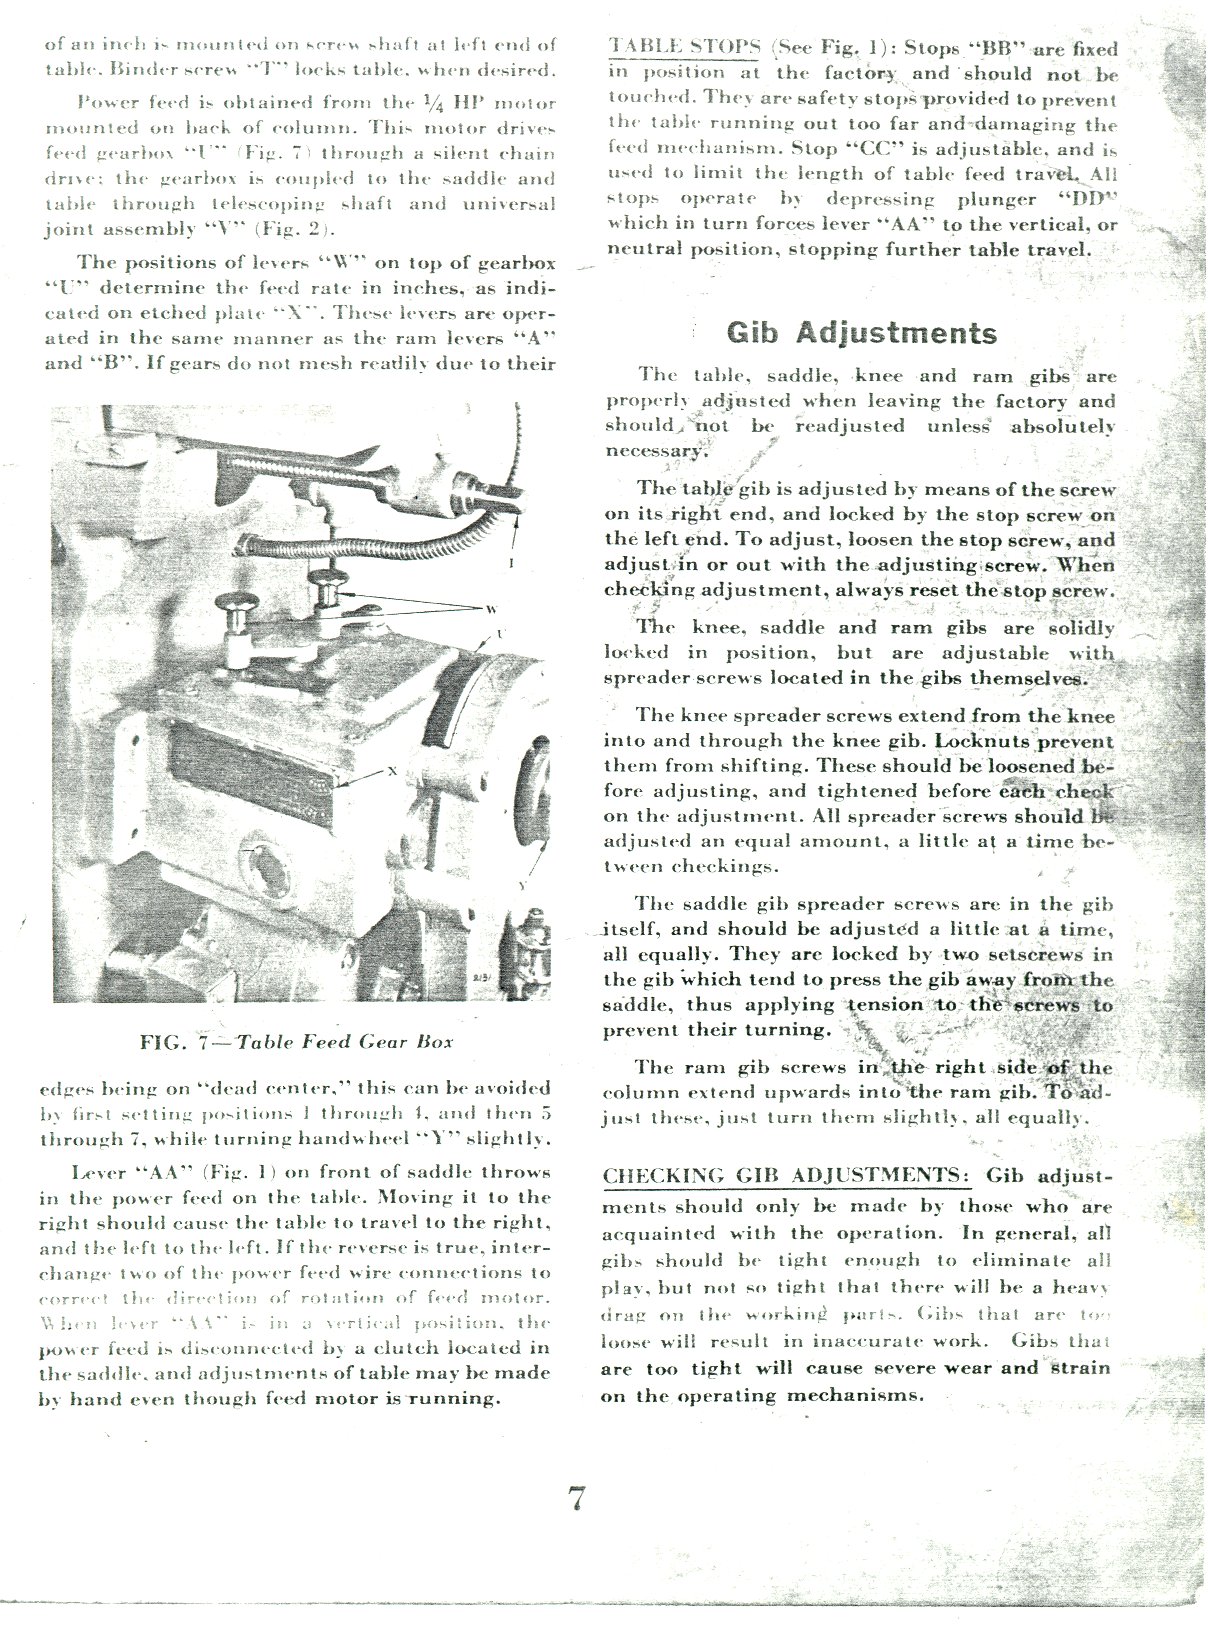 of an inch is mounted on screw shaft at left end of
table. Binder screw “T” locks table, when desired.
Power feed is obtained from the ¼ HP motor
mounted on back of column. This motor drives
feed gearbox “U” (Fig. 7) through a silent chain
drive; the gearbox is coupled to the saddle and
table through telescoping shaft and universal
joint assembly “V” (Fig. 2).
The positions of levers “W” on top of gearbox
“U” determine the feed rate in inches, as indi-
cated on etched plate “X”. These levers are oper-
ated in the same manner as the ram levers “A”
and “B”. If gears do not mesh readily due to their
I
W
U
X
Y
FIG. 7—Table Feed Gear Box
edges being on “dead center,” this can be avoided
by first setting positions 1 through 4, and then 5
through 7, while turning handwheel “Y” slightly.
Lever “AA” (Fig. 1) on front of saddle throws
in the power feed on the table. Moving it to the
right should cause the table to travel to the right,
and the left to the left. If the reverse is true, inter-
change two of the power feed wire connections to
correct the direction of rotation of feed motor.
When lever “AA” is in a vertical position, the
power feed is disconnected by a clutch located in
the saddle, and adjustments of table may be made
by hand even though feed motor is running.
TABLE STOPS (See Fig. 1): Stops “BB” are fixed
in position at the factory and should not be
touched. They are safety stops provided to prevent
the table running out too far and damaging the
feed mechanism. Stop “CC” is adjustable, and is
used to limit the length of table feed travel. All
stops operate by depressing plunger “DD”
which in turn forces lever “AA” to the vertical, or
neutral position, stopping further table travel.
Gib Adjustments
The table, saddle, knee and ram gibs are
properly adjusted when leaving the factory and
should not be readjusted unless absolutely
necessary.
The table gib is adjusted by means of the screw
on its right end, and locked by the stop screw on
the left end. To adjust, loosen the stop screw, and
adjust in or out with the adjusting screw. When
checking adjustment, always reset the stop screw.
The knee, saddle and ram gibs are solidly
locked in position, but are adjustable with
spreader screws located in the gibs themselves.
The knee spreader screws extend from the knee
into and through the knee gib. Locknuts prevent
them from shifting. These should be loosened be-
fore adjusting, and tightened before each check
on the adjustment. All spreader screws should be
adjusted an equal amount, a little at a time be-
tween checkings.
The saddle gib spreader screws are in the gib
itself, and should be adjusted a little at a time,
all equally. They are locked by two setscrews in
the gib which tend to press the gib away from the
saddle, thus applying tension to the screws to
prevent their turning.
The ram gib screws in the right side of the
column extend upwards into the ram gib. To ad-
just these, just turn them slightly, all equally.
CHECKING GIB ADJUSTMENTS: Gib adjust-
ments should only be made by those who are
acquainted with the operation. In general, all
gibs should be tight enough to eliminate all
play, but not so tight that there will be a heavy
drag on the working parts. Gibs that are too
loose will result in inaccurate work. Gibs that
are too tight will cause severe wear and strain
on the operating mechanisms.
7